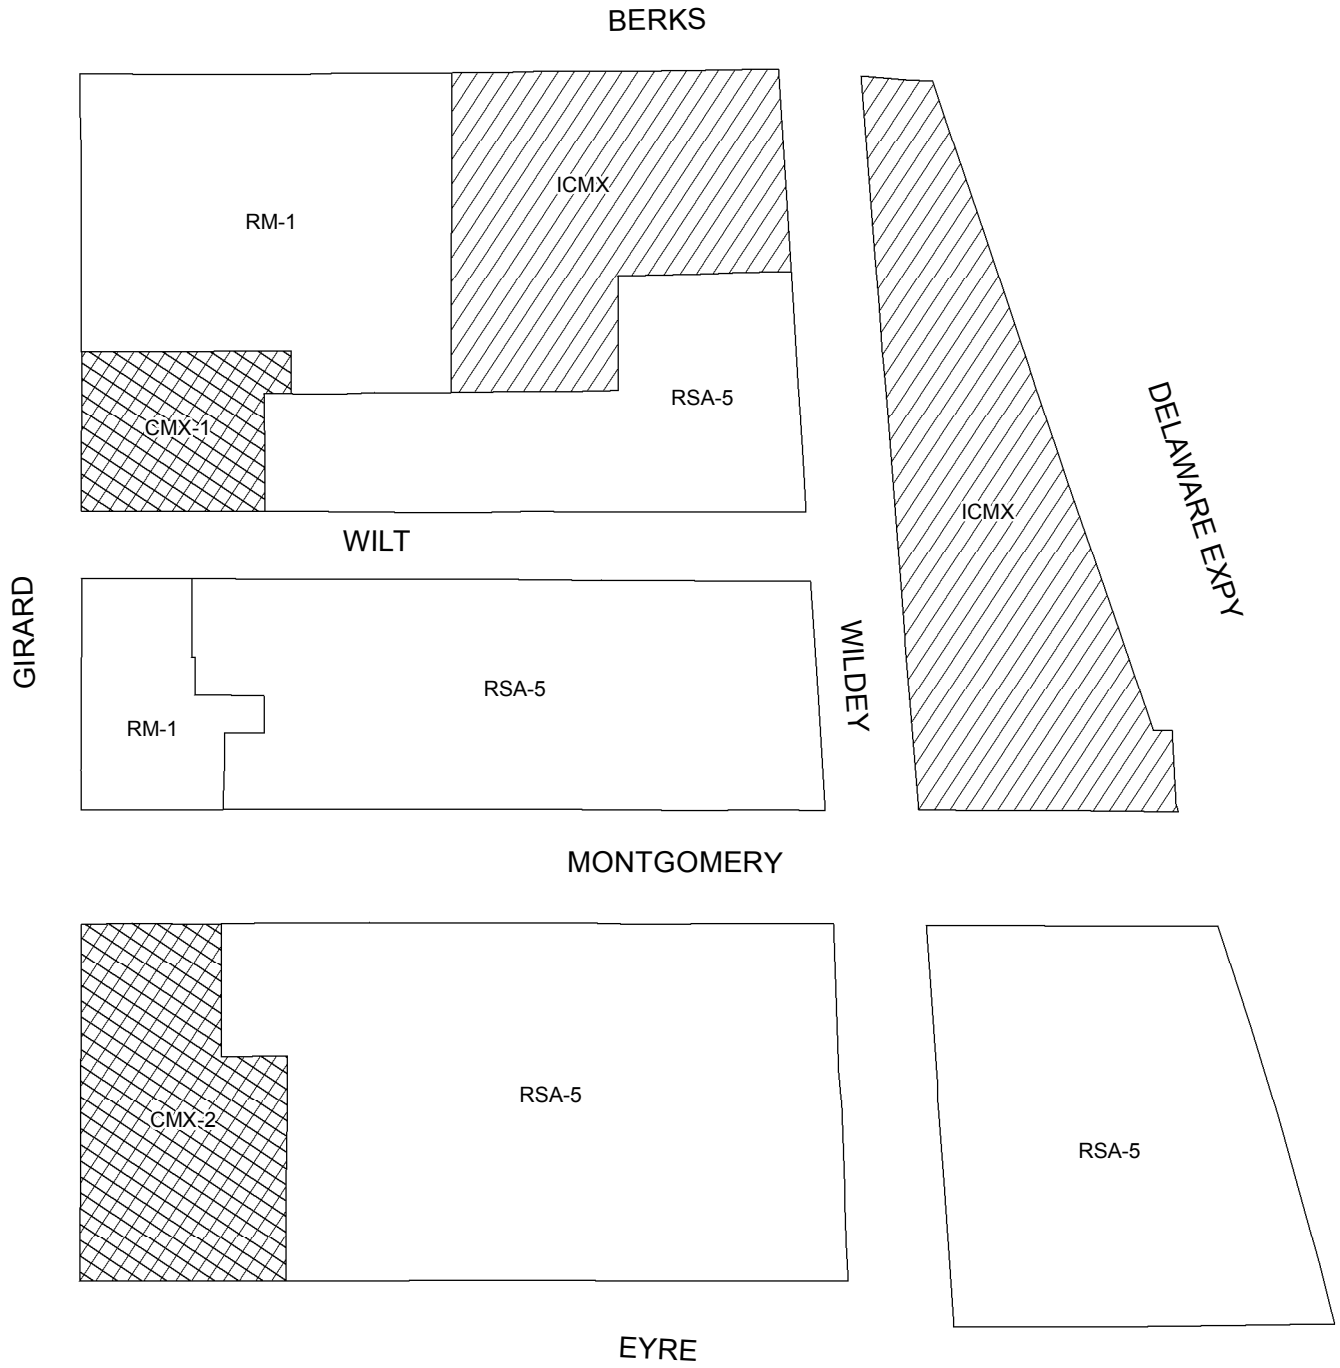 BERKS
ICMX
RM-1
RSA-5
CMX-1
DELAWARE EXPY
ICMX
WILT
GIRARD
WILDEY
RSA-5
RM-1
MONTGOMERY
RSA-5
CMX-2
RSA-5
EYRE